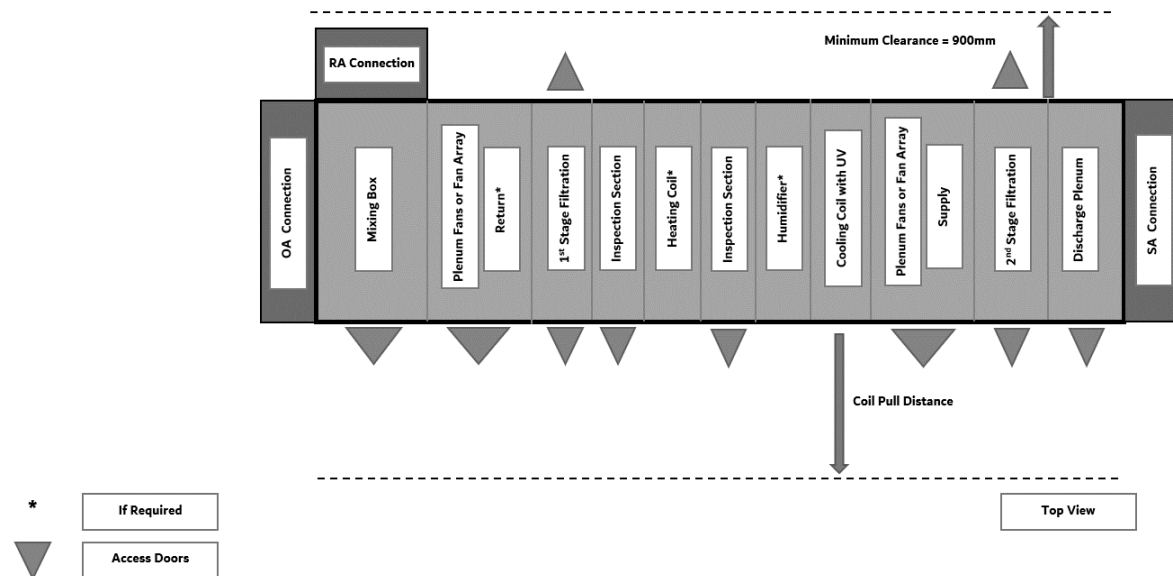 Minimum Clearance = 900mm
RA Connection
OA Connection
Mixing Box
Plenum Fans or Fan Array
Return*
1st Stage Filtration
Inspection Section
Heating Coil*
Inspection Section
Humidifier*
Cooling Coil with UV
Plenum Fans or Fan Array
Supply
2nd Stage Filtration
Discharge Plenum
SA Connection
Coil Pull Distance
* If Required
Top View
Access Doors